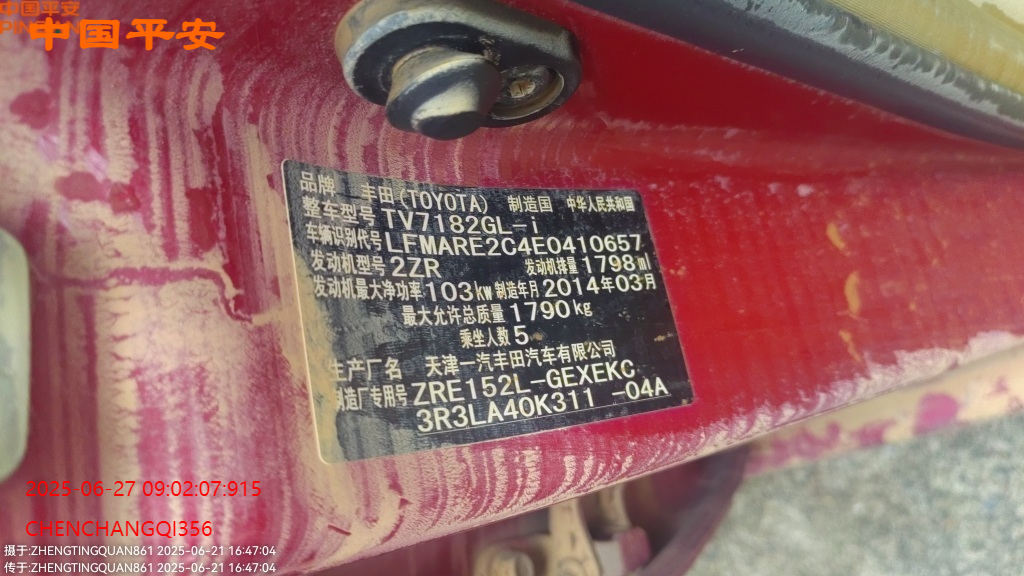 中国平安
PIN
中国平安
品牌 丰田(TOYOTA) 制造国 中华人民共和国
整车型号 TV7182GL-i
车辆识别代号 LFMARE2C4E0410657
发动机型号 2ZR 发动机排量 1798ml
发动机最大净功率 103kw 制造年月 2014年03月
最大允许总质量 1790kg
乘坐人数 5
生产厂名 天津一汽丰田汽车有限公司
制造厂专用号 ZRE152L-GEXEKC
3R3LA40K311 -04A
2025-06-27 09:02:07:915
CHENCHANGQI356
摄于:ZHENGTINGQUAN861 2025-06-21 16:47:04
传于:ZHENGTINGQUAN861 2025-06-21 16:47:04